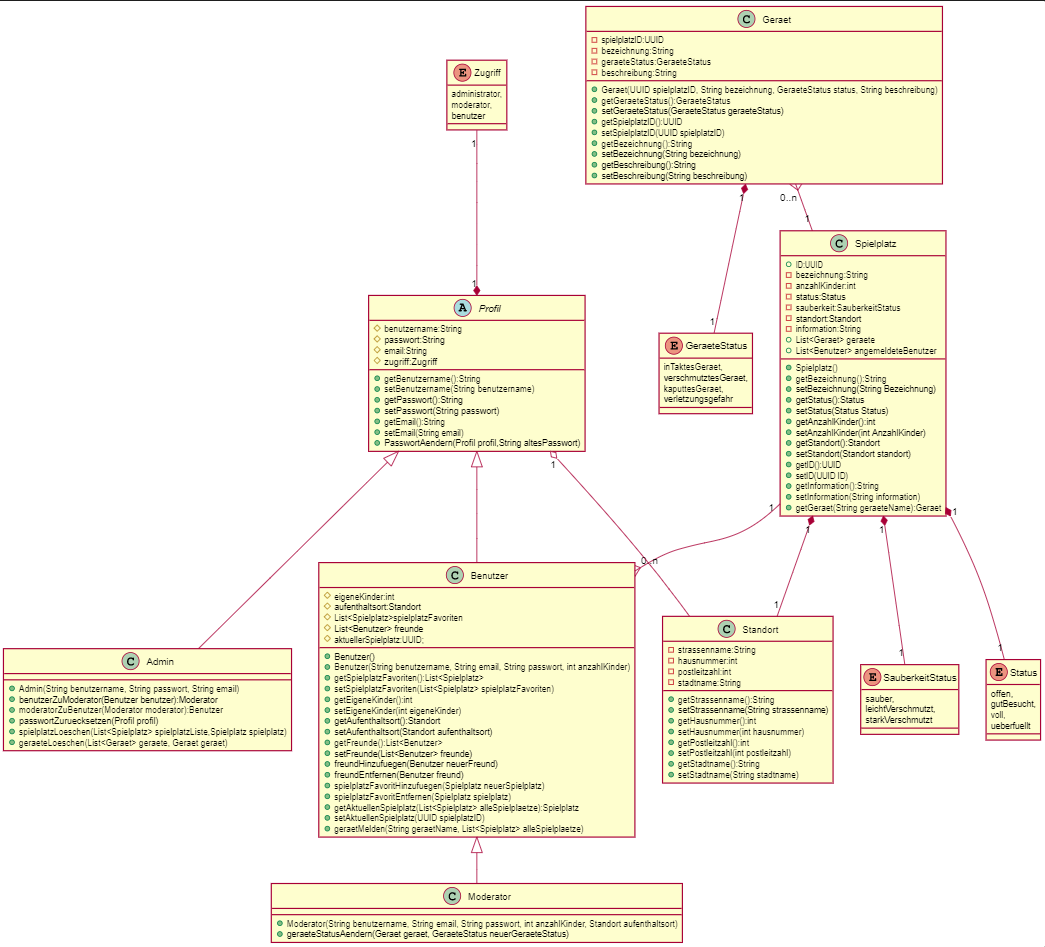 C Geraet
spielplatzID:UUID
bezeichnung:String
geraeteStatus:GeraeteStatus
beschreibung:String
Geraet(UUID spielplatzID, String bezeichnung, GeraeteStatus status, String beschreibung)
getGeraeteStatus():GeraeteStatus
setGeraeteStatus(GeraeteStatus geraeteStatus)
getSpielplatzID():UUID
setSpielplatzID(UUID spielplatzID)
getBezeichnung():String
setBezeichnung(String bezeichnung)
getBeschreibung():String
setBeschreibung(String beschreibung)
E Zugriff
administrator,
moderator,
benutzer
1
1
1
0..n
1
1
C Spielplatz
ID:UUID
bezeichnung:String
anzahlKinder:int
status:Status
sauberkeit:SauberkeitStatus
standort:Standort
information:String
List<Geraet> geraete
List<Benutzer> angemeldeteBenutzer
Spielplatz()
getBezeichnung():String
setBezeichnung(String Bezeichnung)
getStatus():Status
setStatus(Status Status)
getAnzahlKinder():int
setAnzahlKinder(int AnzahlKinder)
getStandort():Standort
setStandort(Standort standort)
getID():UUID
setID(UUID ID)
getInformation():String
setInformation(String information)
getGeraet(String geraeteName):Geraet
A Profil
benutzername:String
passwort:String
email:String
zugriff:Zugriff
getBenutzername():String
setBenutzername(String benutzername)
getPasswort():String
setPasswort(String passwort)
getEmail():String
setEmail(String email)
PasswortAendern(Profil profil,String altesPasswort)
E GeraeteStatus
inTaktesGeraet,
verschmutztesGeraet,
kaputtesGeraet,
verletzungsgefahr
1
1
0..n
1
1
1
1
1
1
C Benutzer
eigeneKinder:int
aufenthaltsort:Standort
List<Spielplatz>spielplatzFavoriten
List<Benutzer> freunde
aktuellerSpielplatz:UUID;
Benutzer()
Benutzer(String benutzername, String email, String passwort, int anzahlKinder)
getSpielplatzFavoriten():List<Spielplatz>
setSpielplatzFavoriten(List<Spielplatz> spielplatzFavoriten)
getEigeneKinder():int
setEigeneKinder(int eigeneKinder)
getAufenthaltsort():Standort
setAufenthaltsort(Standort aufenthaltsort)
getFreunde():List<Benutzer>
setFreunde(List<Benutzer> freunde)
freundHinzufuegen(Benutzer neuerFreund)
freundEntfernen(Benutzer freund)
spielplatzFavoritHinzufuegen(Spielplatz neuerSpielplatz)
spielplatzFavoritEntfernen(Spielplatz spielplatz)
getAktuellenSpielplatz(List<Spielplatz> alleSpielplaetze):Spielplatz
setAktuellenSpielplatz(UUID spielplatzID)
geraetMelden(String geraetName, List<Spielplatz> alleSpielplaetze)
C Admin
Admin(String benutzername, String passwort, String email)
benutzerZuModerator(Benutzer benutzer):Moderator
moderatorZuBenutzer(Moderator moderator):Benutzer
passwortZuruecksetzen(Profil profil)
spielplatzLoeschen(List<Spielplatz> spielplatzListe,Spielplatz spielplatz)
geraeteLoeschen(List<Geraet> geraete, Geraet geraet)
C Standort
strassenname:String
hausnummer:int
postleitzahl:int
stadtname:String
getStrassenname():String
setStrassenname(String strassenname)
getHausnummer():int
setHausnummer(int hausnummer)
getPostleitzahl():int
setPostleitzahl(int postleitzahl)
getStadtname():String
setStadtname(String stadtname)
E SauberkeitStatus
sauber,
leichtVerschmutzt,
starkVerschmutzt
E Status
offen,
gutBesucht,
voll,
ueberfuellt
C Moderator
Moderator(String benutzername, String email, String passwort, int anzahlKinder, Standort aufenthaltsort)
geraeteStatusAendern(Geraet geraet, GeraeteStatus neuerGeraeteStatus)